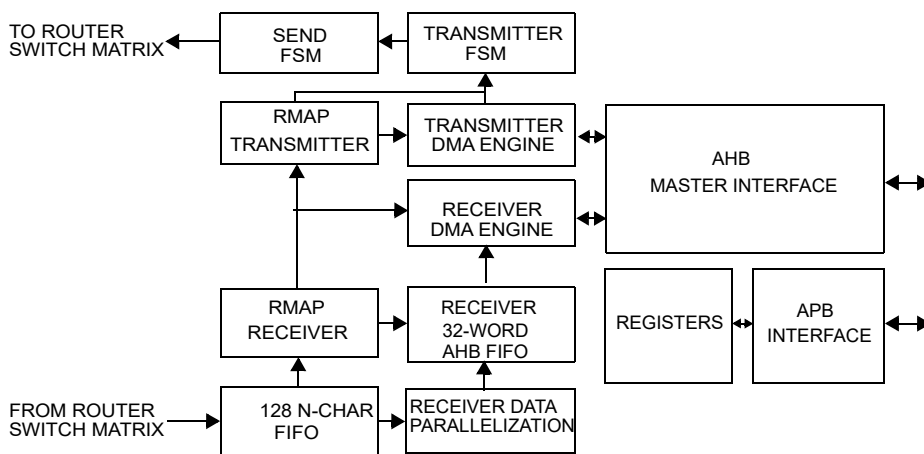 TO ROUTER
SWITCH MATRIX
SEND
FSM
TRANSMITTER
FSM
RMAP
TRANSMITTER
TRANSMITTER
DMA ENGINE
AHB
MASTER INTERFACE
RECEIVER
DMA ENGINE
RMAP
RECEIVER
RECEIVER
32-WORD
AHB FIFO
REGISTERS
APB
INTERFACE
FROM ROUTER
SWITCH MATRIX
128 N-CHAR
FIFO
RECEIVER DATA
PARALLELIZATION